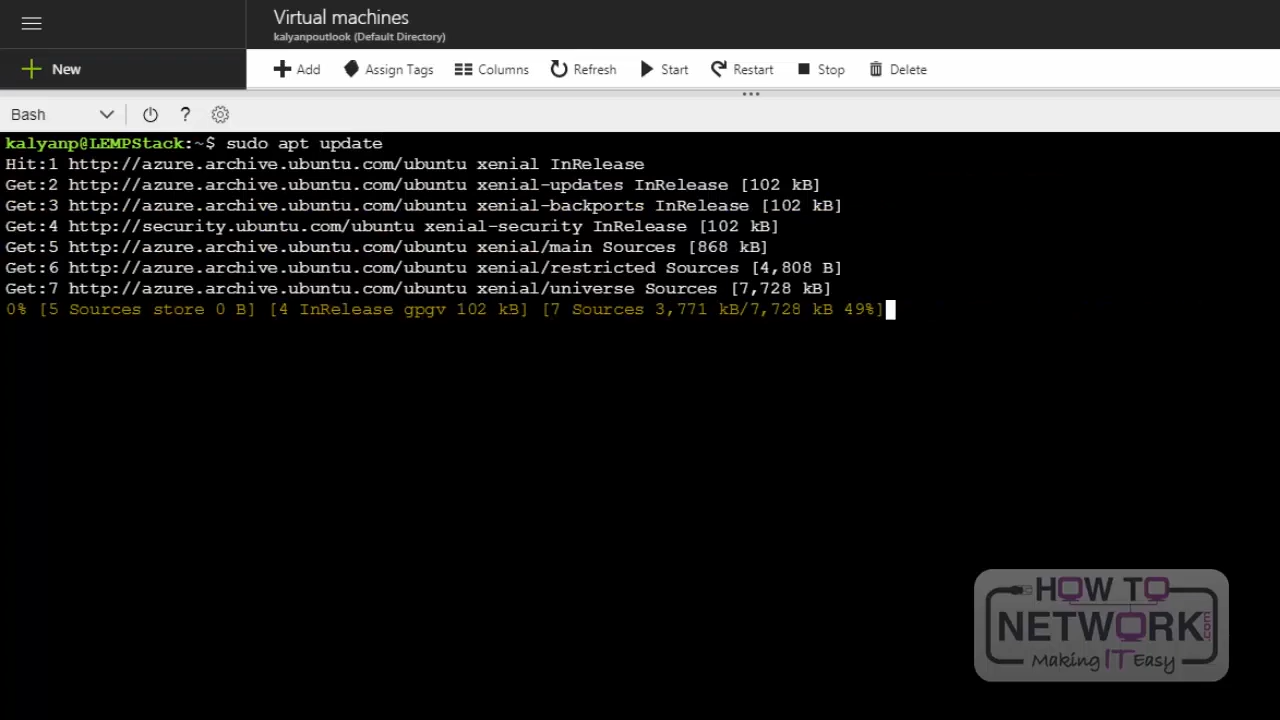 Virtual machines
kalyanpoutlook (Default Directory)
New
Add Assign Tags Columns Refresh Start Restart Stop Delete
Bash ?
kalyanp@LEMPStack:~$ sudo apt update
Hit:1 http://azure.archive.ubuntu.com/ubuntu xenial InRelease
Get:2 http://azure.archive.ubuntu.com/ubuntu xenial-updates InRelease [102 kB]
Get:3 http://azure.archive.ubuntu.com/ubuntu xenial-backports InRelease [102 kB]
Get:4 http://security.ubuntu.com/ubuntu xenial-security InRelease [102 kB]
Get:5 http://azure.archive.ubuntu.com/ubuntu xenial/main Sources [868 kB]
Get:6 http://azure.archive.ubuntu.com/ubuntu xenial/restricted Sources [4,808 B]
Get:7 http://azure.archive.ubuntu.com/ubuntu xenial/universe Sources [7,728 kB]
0% [5 Sources store 0 B] [4 InRelease gpgv 102 kB] [7 Sources 3,771 kB/7,728 kB 49%]
HOW TO
NETWORK.com
Making IT Easy